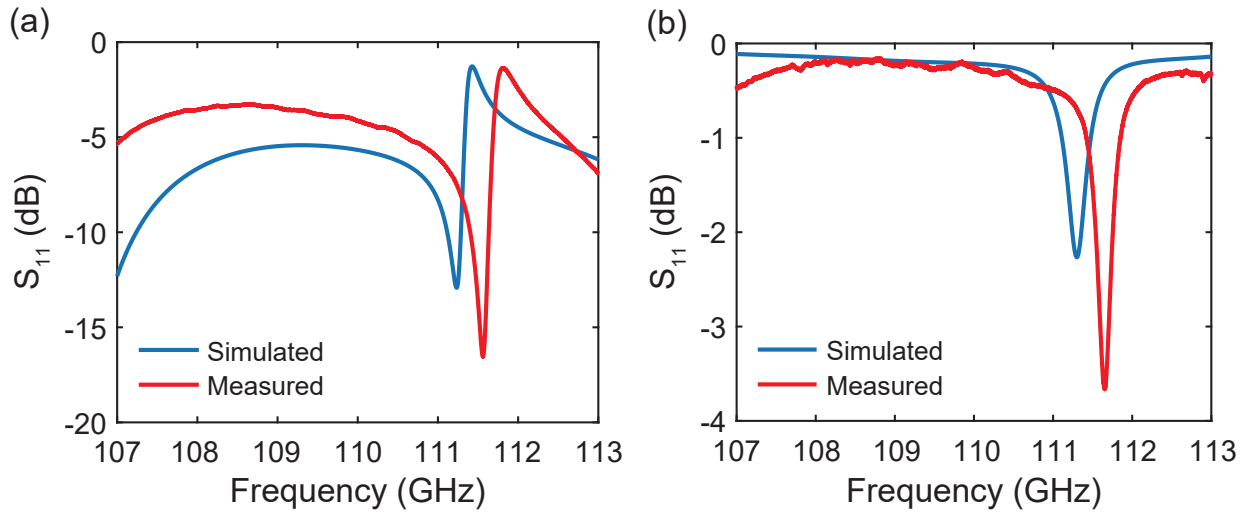 (a)
0
-5
-10
-15
-20
S11 (dB)
Simulated
Measured
107 108 109 110 111 112 113
Frequency (GHz)
(b)
0
-1
-2
-3
-4
S11 (dB)
Simulated
Measured
107 108 109 110 111 112 113
Frequency (GHz)